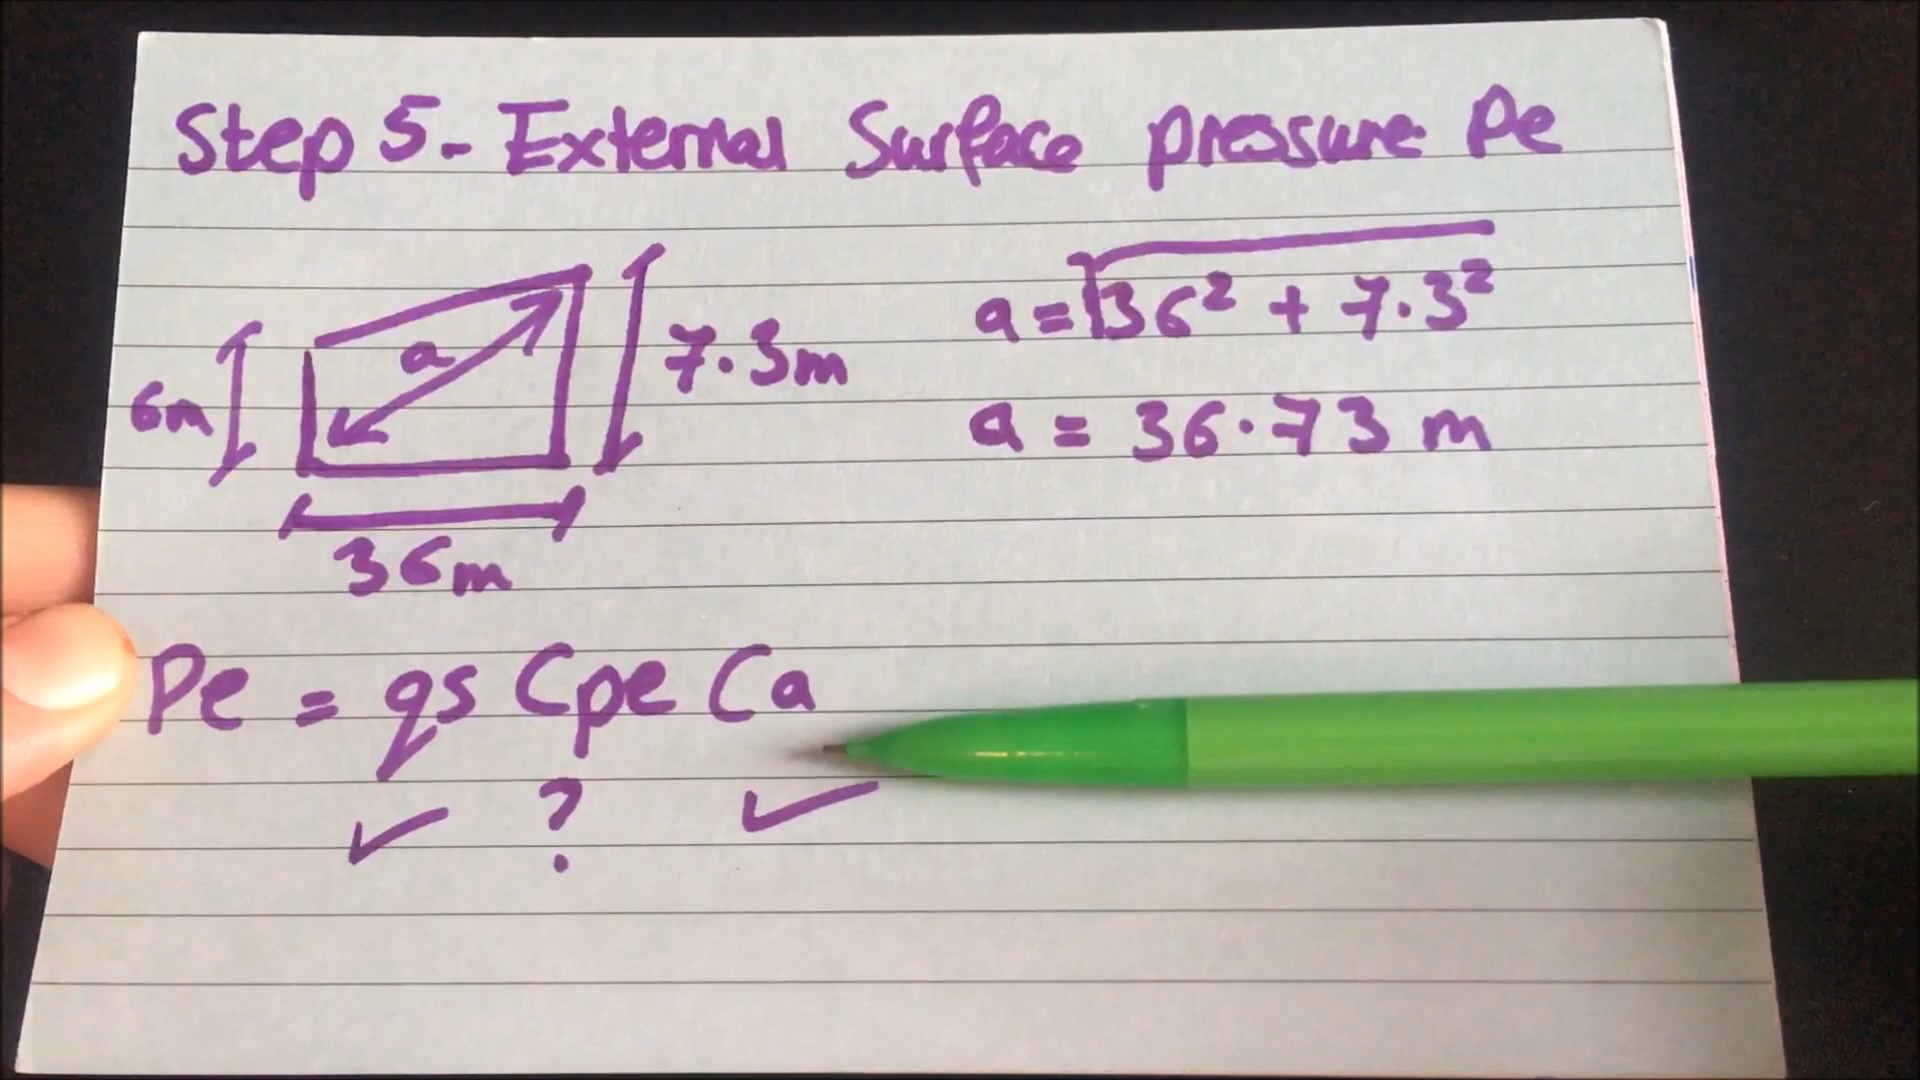 Step 5 - External Surface pressure Pe
a = √36² + 7.3²
a
7.3m
6m
a = 36.73 m
36m
Pe = qs Cpe Ca
✓ ? ✓